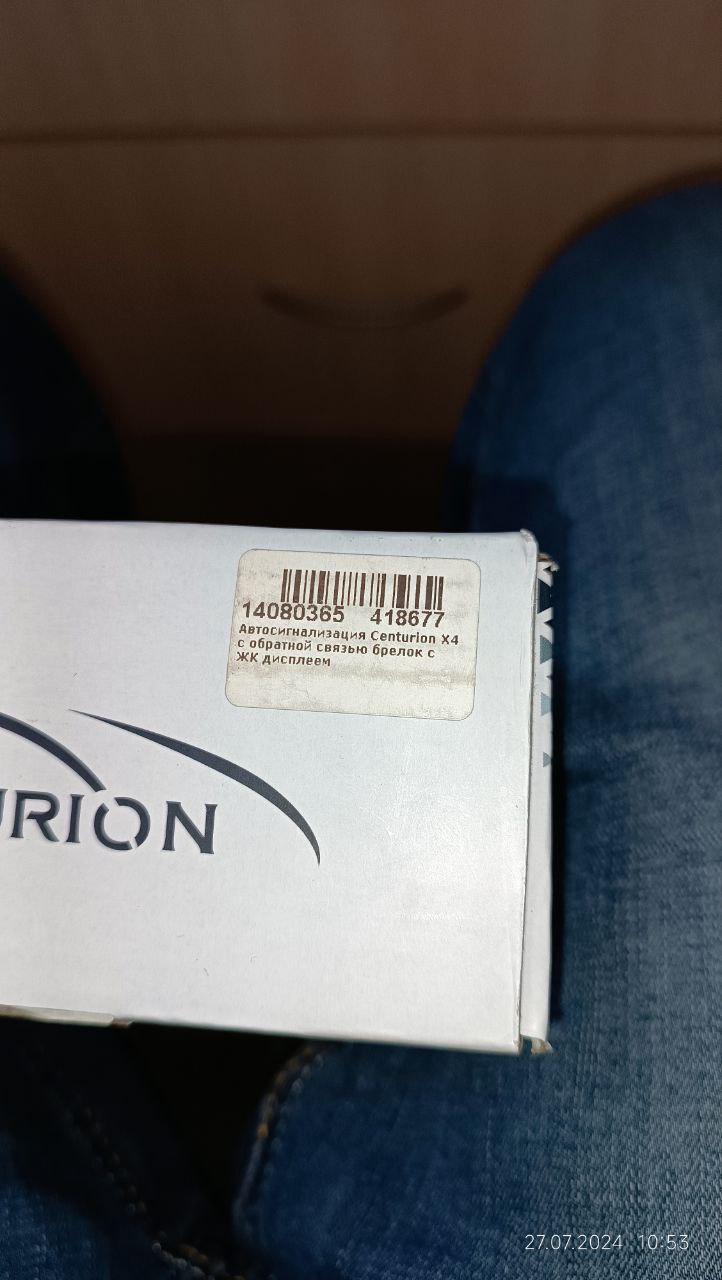 14080365 418677
Автосигнализация Centurion X4
с обратной связью брелок с
ЖК дисплеем
URION
27.07.2024 10:53